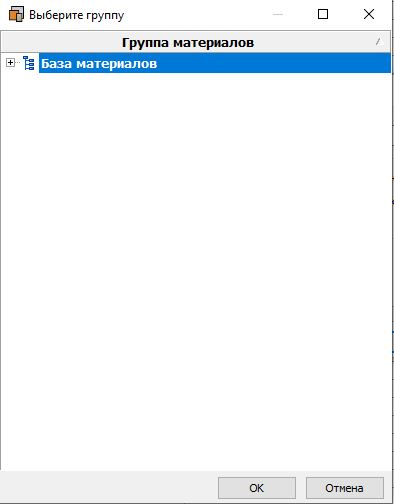 Выберите группу
Группа материалов
База материалов
OK
Отмена